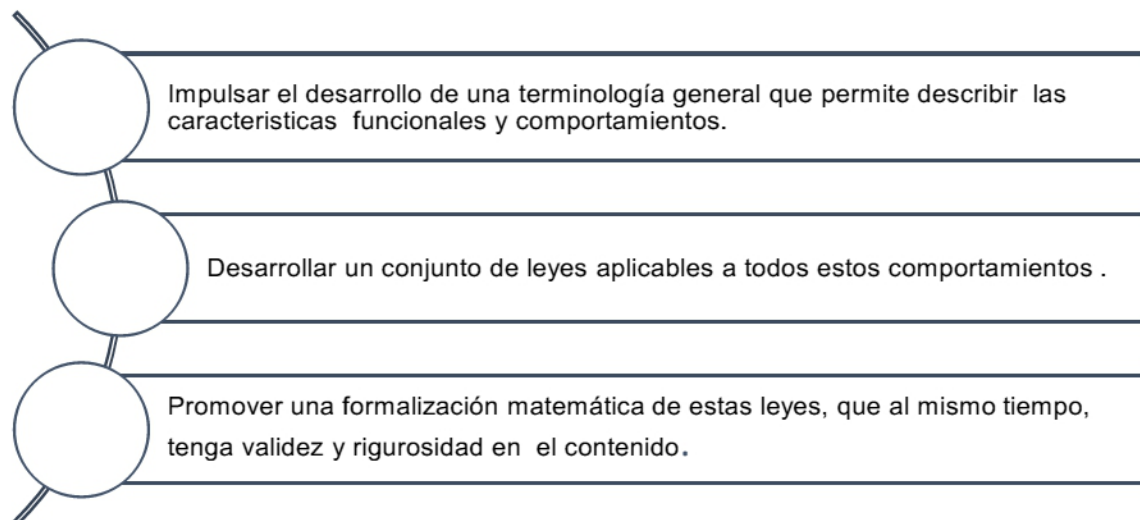 Impulsar el desarrollo de una terminología general que permite describir  las
caracteristicas  funcionales y comportamientos.
Desarrollar un conjunto de leyes aplicables a todos estos comportamientos .
Promover una formalización matemática de estas leyes, que al mismo tiempo,
tenga validez y rigurosidad en  el contenido.